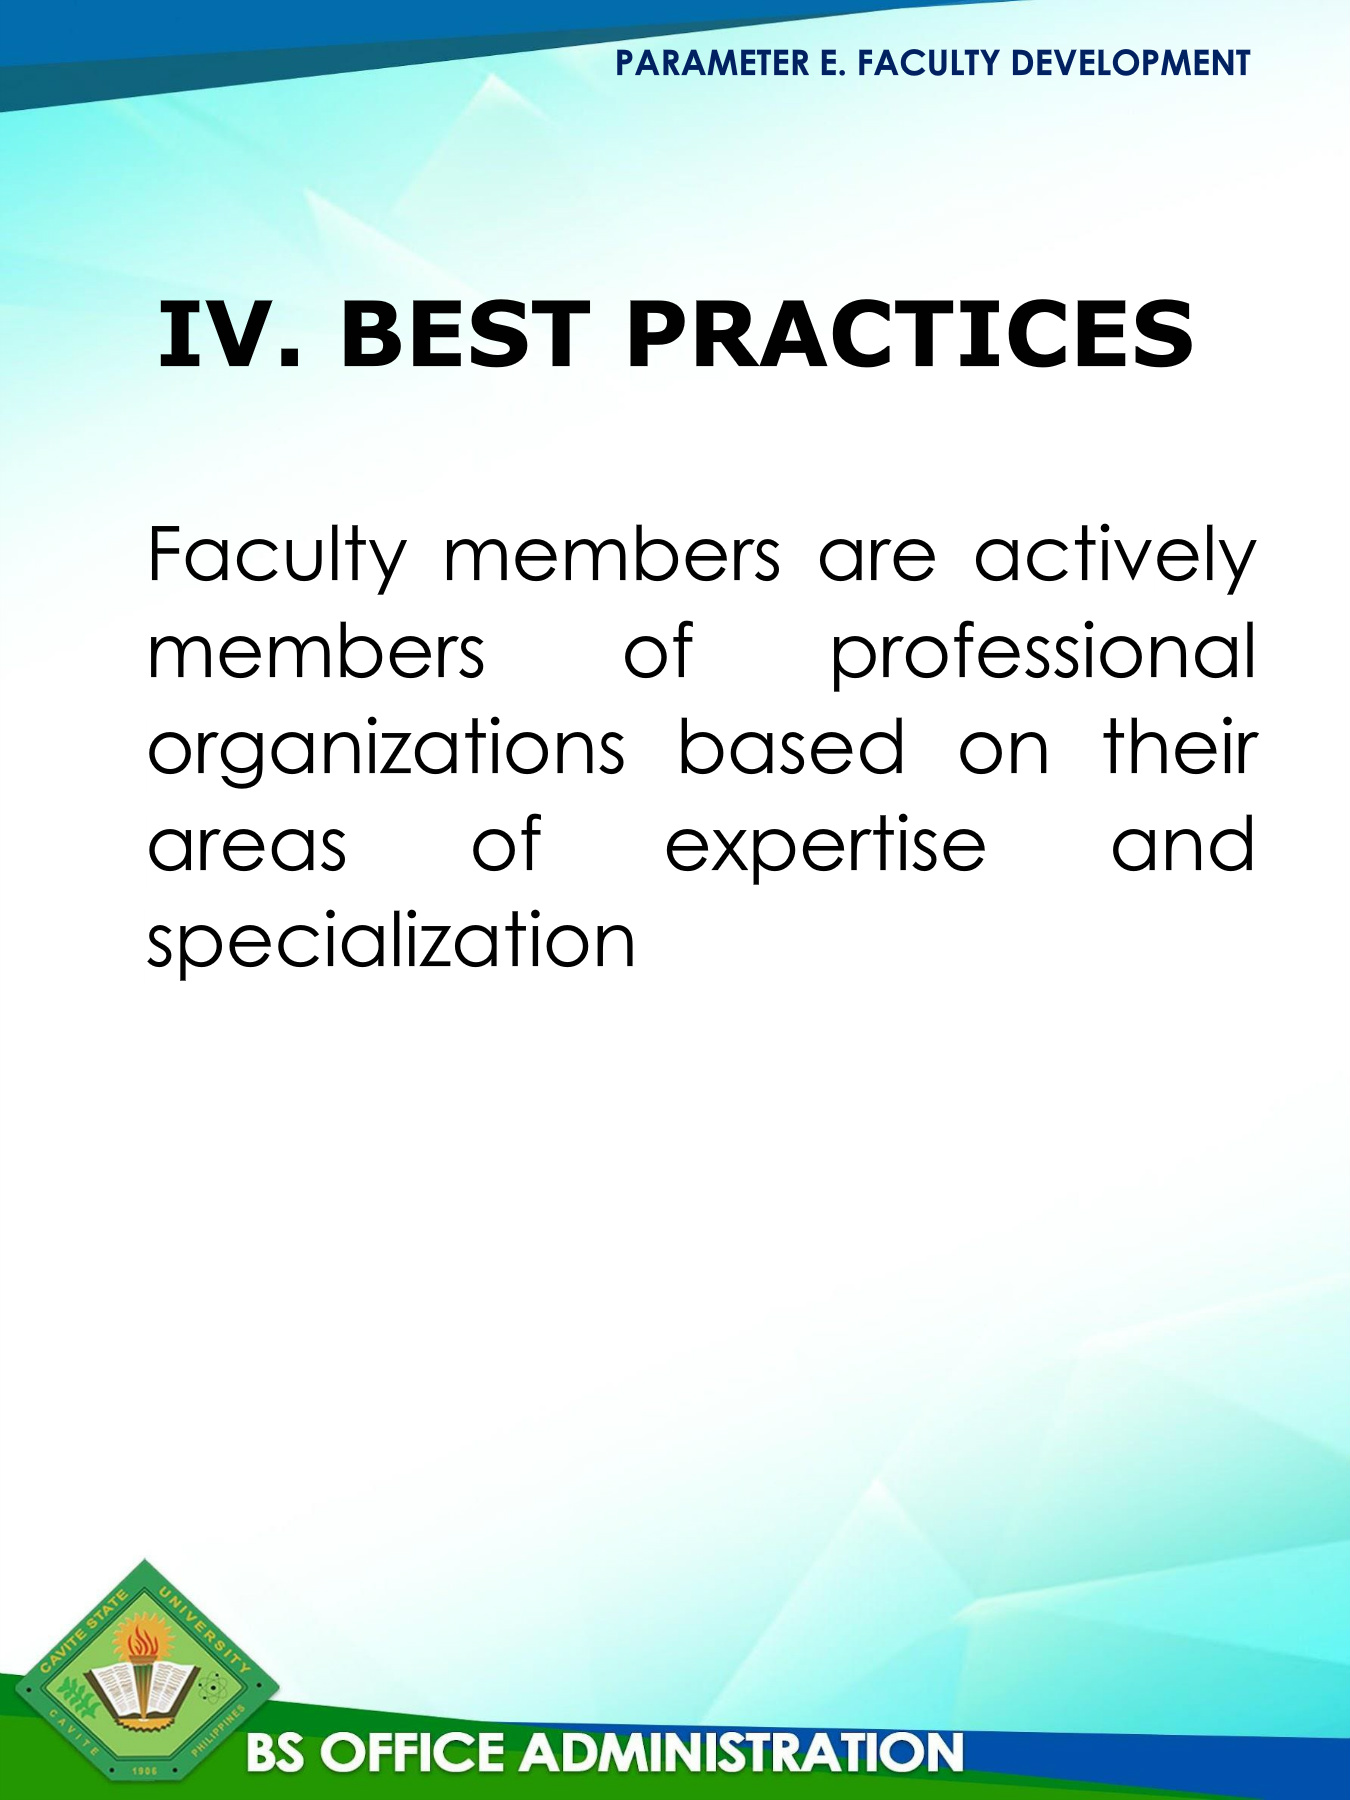 PARAMETER E. FACULTY DEVELOPMENT
IV. BEST PRACTICES
Faculty members are actively
members of professional
organizations based on their
areas of expertise and
specialization
CAVITE STATE UNIVERSITY
CAVITE PHILIPPINES
1906
BS OFFICE ADMINISTRATION